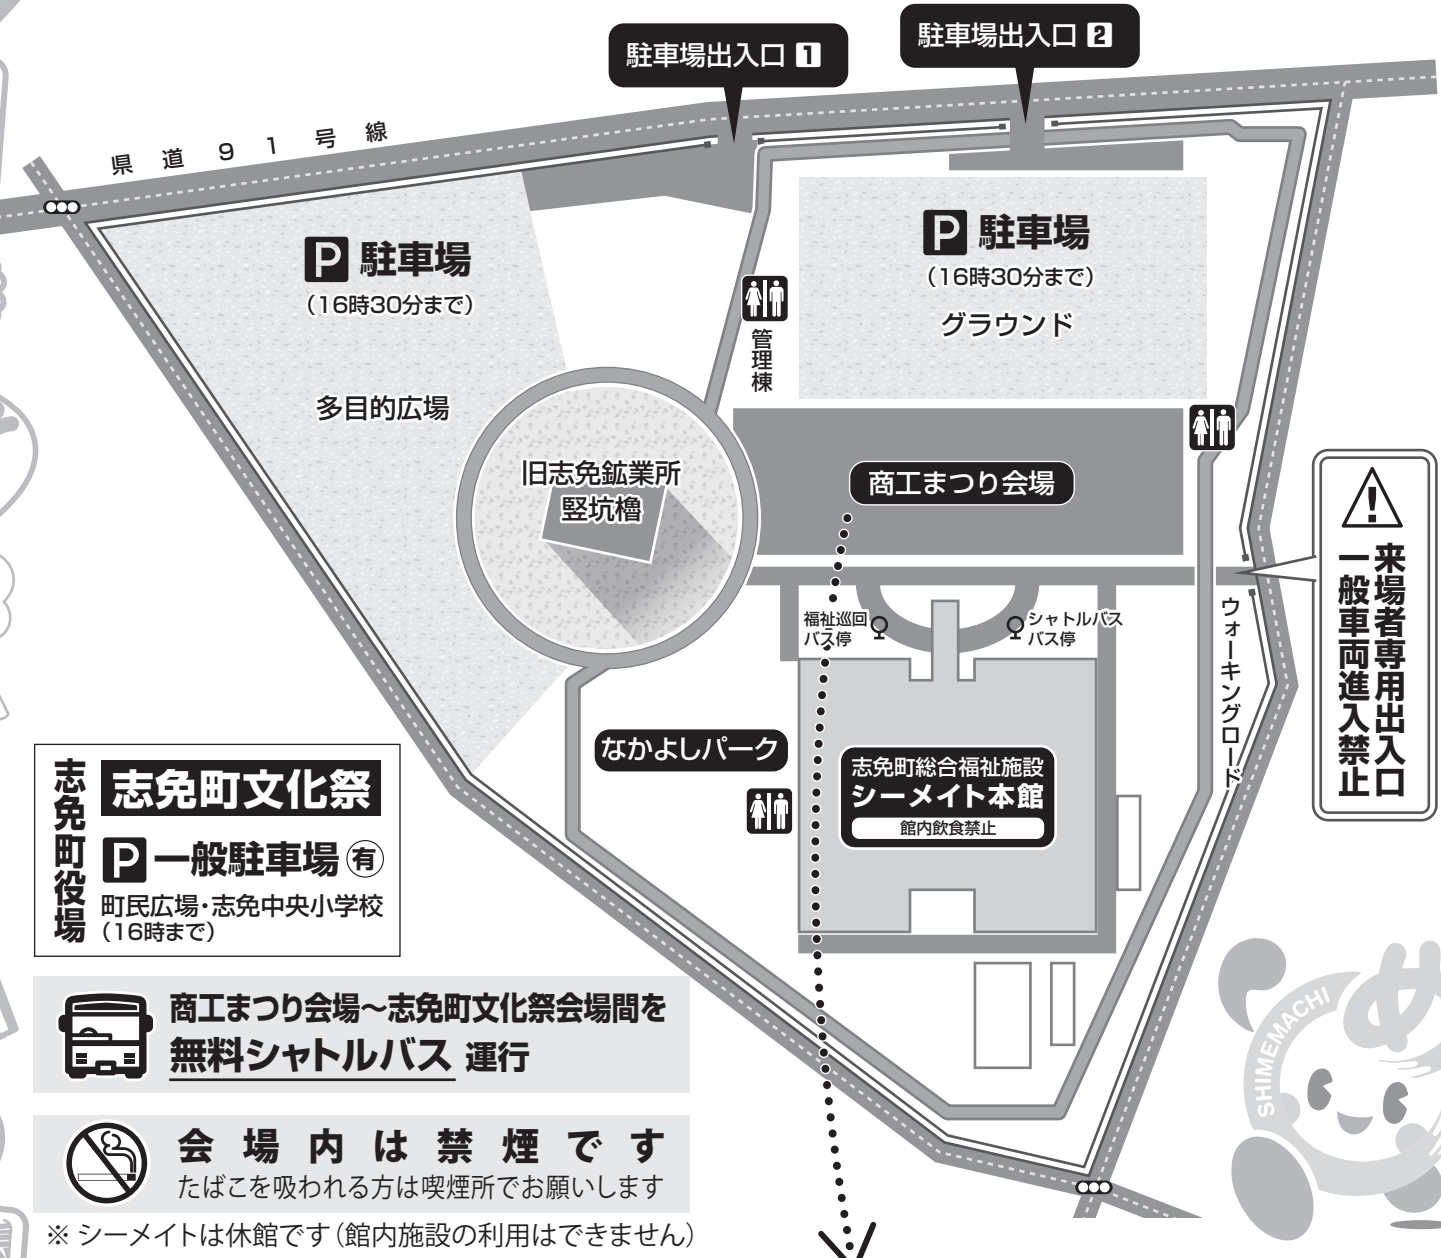 駐車場出入口 1
駐車場出入口 2
県道91号線
P 駐車場
(16時30分まで)
多目的広場
P 駐車場
(16時30分まで)
グラウンド
管理棟
旧志免鉱業所
竪坑櫓
商工まつり会場
来場者専用出入口
一般車両進入禁止
福祉巡回
バス停
シャトルバス
バス停
ウォーキングロード
なかよしパーク
志免町総合福祉施設
シーメイト本館
館内飲食禁止
志免町役場
志免町文化祭
P 一般駐車場 有
町民広場・志免中央小学校
(16時まで)
商工まつり会場～志免町文化祭会場間を
無料シャトルバス 運行
会場内は禁煙です
たばこを吸われる方は喫煙所でお願いします
※ シーメイトは休館です(館内施設の利用はできません)
SHIMEMACHI
め